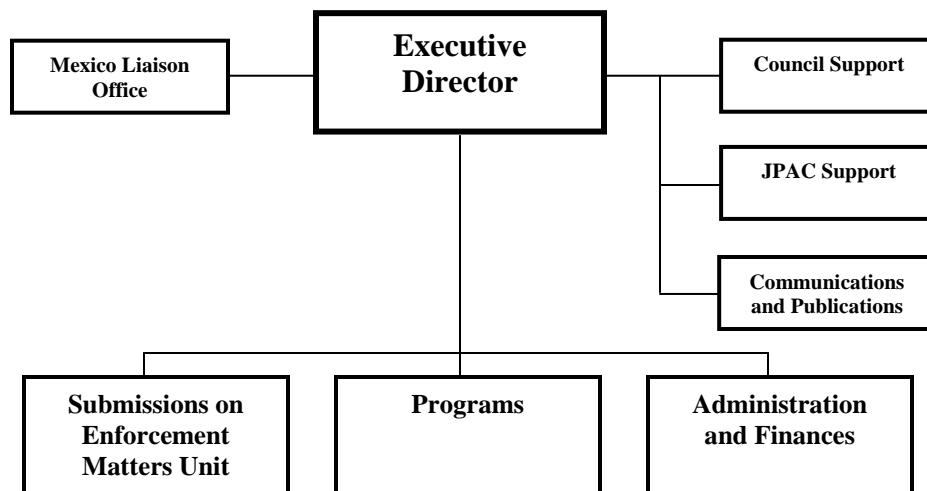 Executive
Director
Mexico Liaison
Office
Council Support
JPAC Support
Communications
and Publications
Submissions on
Enforcement
Matters Unit
Programs
Administration
and Finances